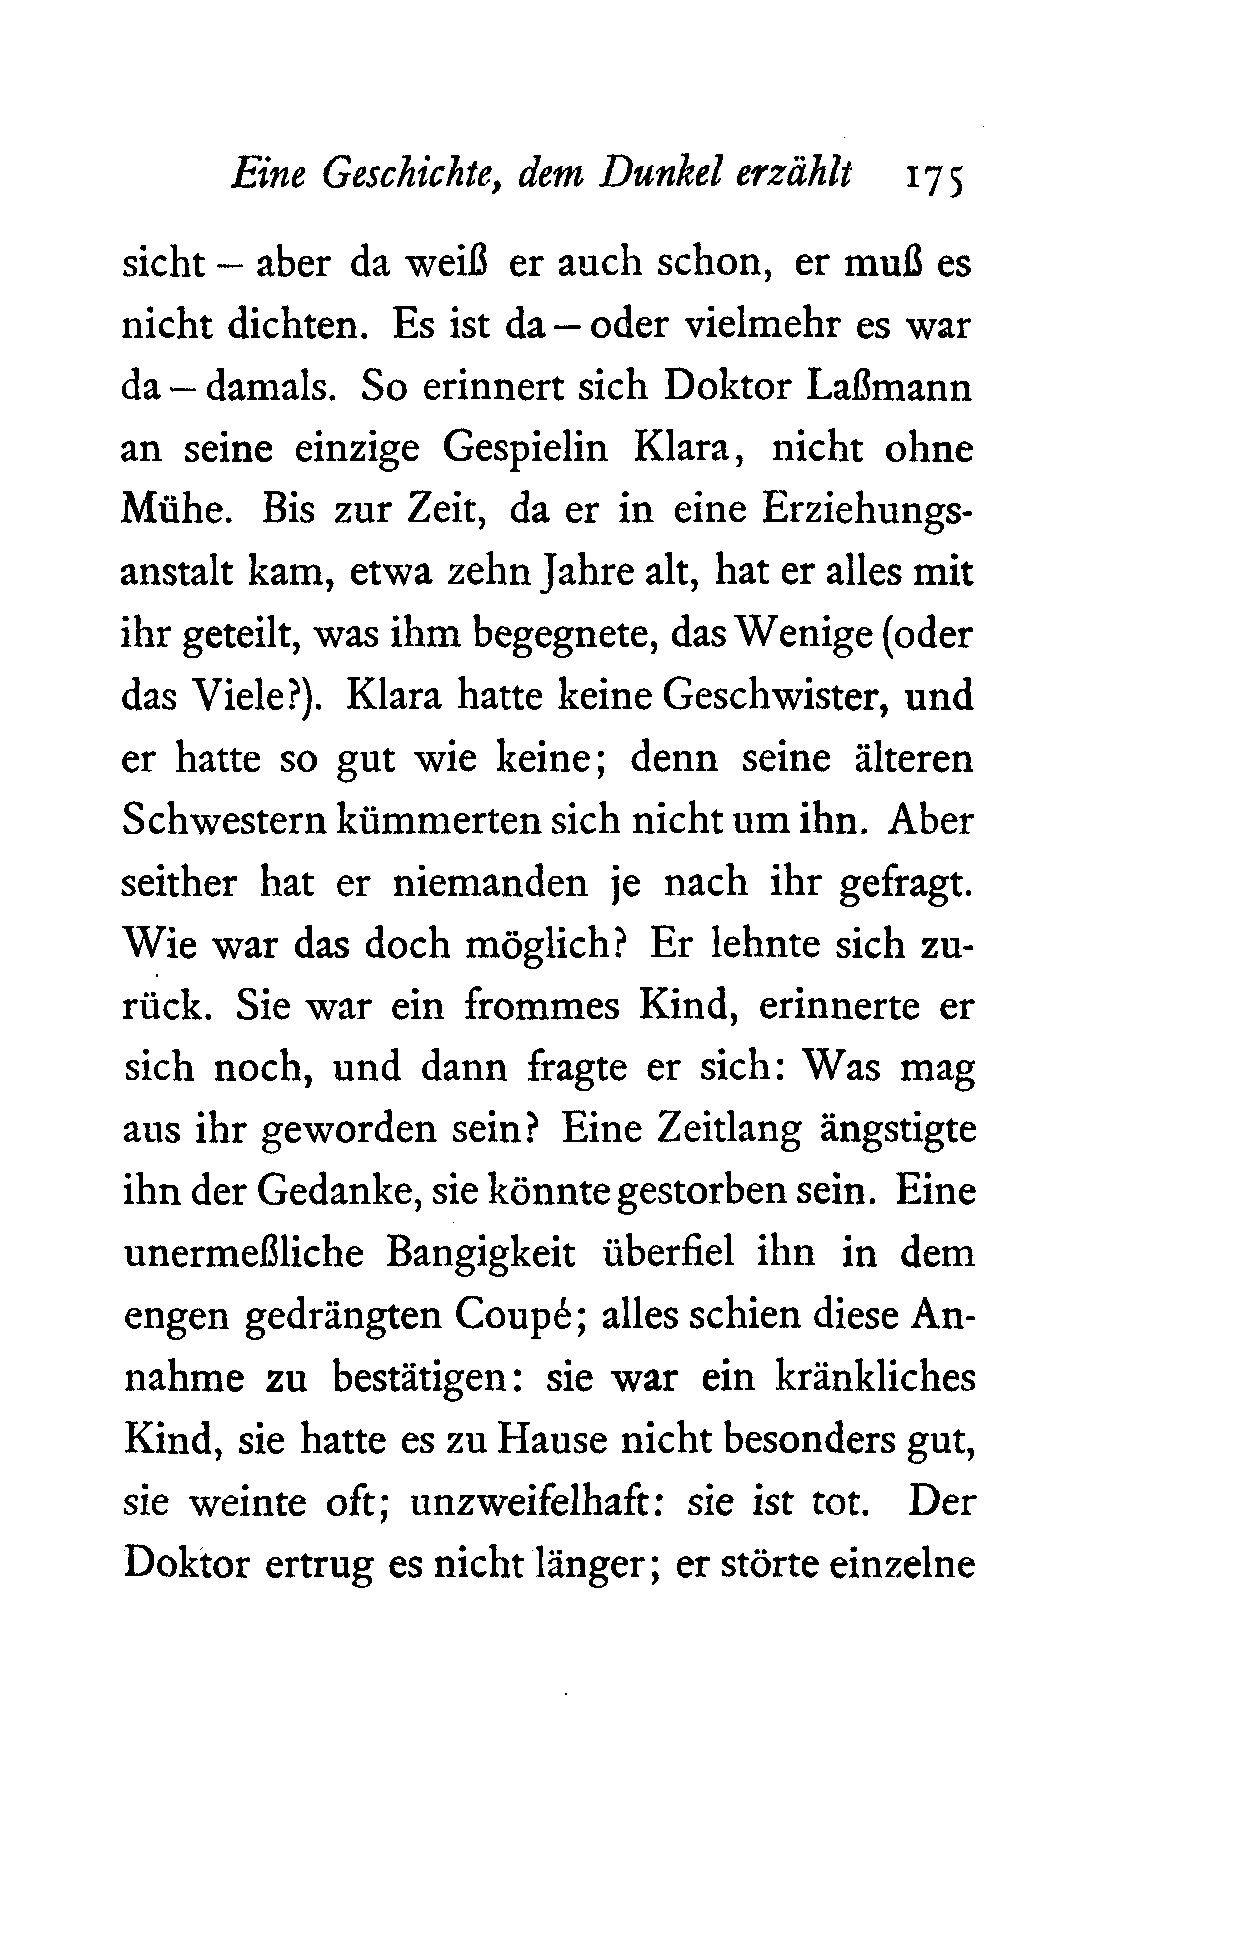 Eine Geschichte, dem Dunkel erzählt 175
sicht – aber da weiß er auch schon, er muß es
nicht dichten. Es ist da – oder vielmehr es war
da – damals. So erinnert sich Doktor Laßmann
an seine einzige Gespielin Klara, nicht ohne
Mühe. Bis zur Zeit, da er in eine Erziehungs-
anstalt kam, etwa zehn Jahre alt, hat er alles mit
ihr geteilt, was ihm begegnete, das Wenige (oder
das Viele?). Klara hatte keine Geschwister, und
er hatte so gut wie keine; denn seine älteren
Schwestern kümmerten sich nicht um ihn. Aber
seither hat er niemanden je nach ihr gefragt.
Wie war das doch möglich? Er lehnte sich zu-
rück. Sie war ein frommes Kind, erinnerte er
sich noch, und dann fragte er sich: Was mag
aus ihr geworden sein? Eine Zeitlang ängstigte
ihn der Gedanke, sie könnte gestorben sein. Eine
unermeßliche Bangigkeit überfiel ihn in dem
engen gedrängten Coupé; alles schien diese An-
nahme zu bestätigen: sie war ein kränkliches
Kind, sie hatte es zu Hause nicht besonders gut,
sie weinte oft; unzweifelhaft: sie ist tot. Der
Doktor ertrug es nicht länger; er störte einzelne